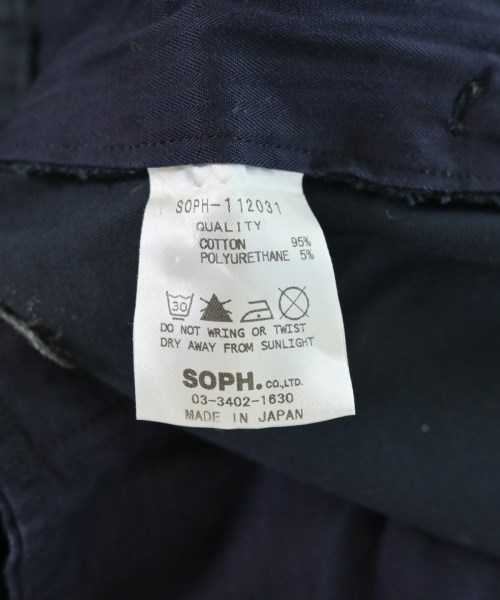 SOPH-112031
QUALITY
COTTON 95%
POLYURETHANE 5%
30
DO NOT WRING OR TWIST
DRY AWAY FROM SUNLIGHT
SOPH. CO.,LTD.
03-3402-1630
MADE IN JAPAN